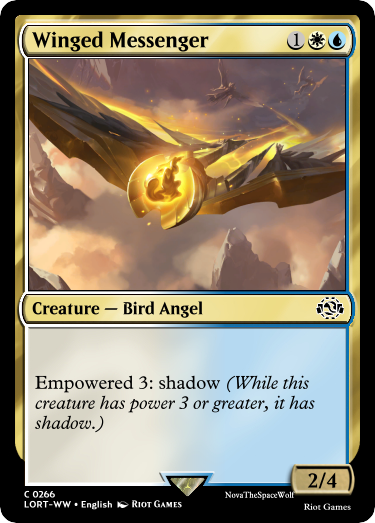 Winged Messenger 1
Creature — Bird Angel
Empowered 3: shadow (While this
creature has power 3 or greater, it has
shadow.)
2/4
C 0266
LORT-WW • English RIOT GAMES
NovaTheSpaceWolf
Riot Games